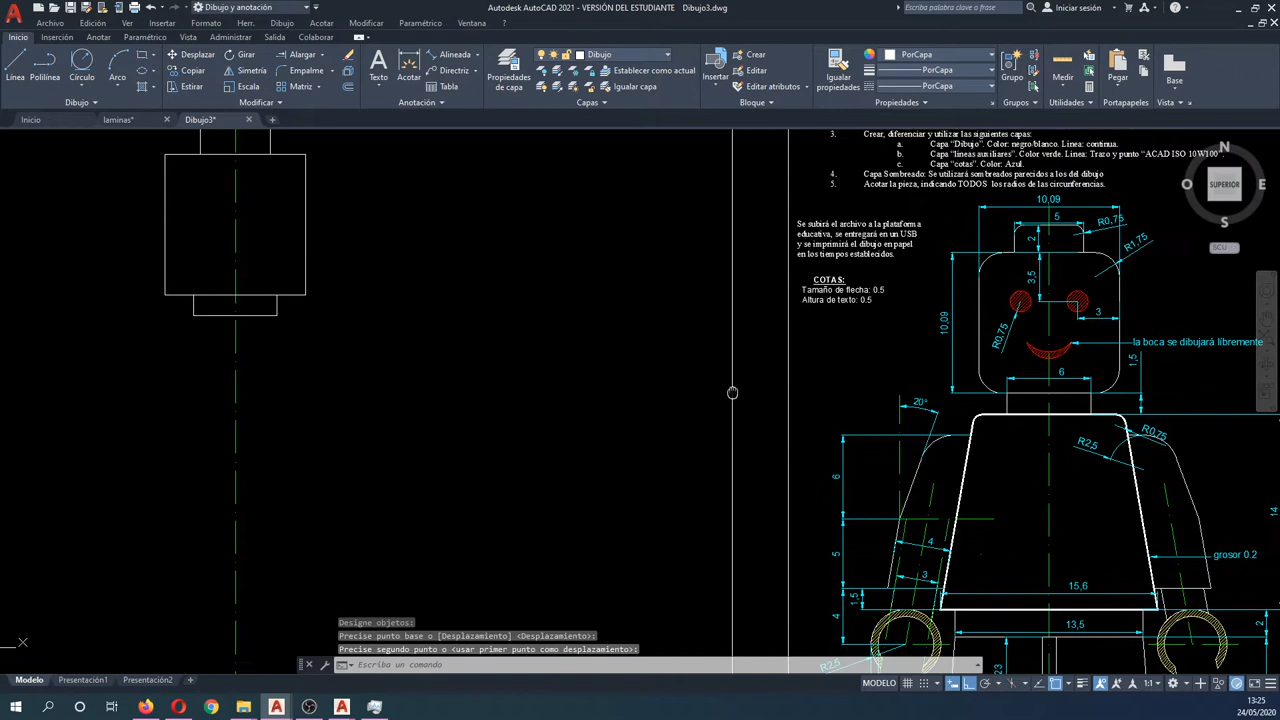 Dibujo y anotación
Autodesk AutoCAD 2021 - VERSIÓN DEL ESTUDIANTE    Dibujo3.dwg
Escriba palabra clave o frase
Iniciar sesión
Archivo Edición Ver Insertar Formato Herr. Dibujo Acotar Modificar Paramétrico Ventana
Inicio Inserción Anotar Paramétrico Vista Administrar Salida Colaborar
Línea Polilínea Círculo Arco
Desplazar Girar Alargar
Copiar Simetría Empalme
Estirar Escala Matriz
Texto Acotar
Alineada
Directriz
Tabla
Propiedades de capa
Dibujo
Establecer como actual
Igualar capa
Insertar
Crear
Editar
Editar atributos
Igualar propiedades
PorCapa
PorCapa
PorCapa
Grupo
Medir
Pegar
Base
Dibujo Modificar Anotación Capas Bloque Propiedades Grupos Utilidades Portapapeles Vista
Inicio laminas* Dibujo3*
3. Crear, diferenciar y utilizar las siguientes capas:
a. Capa “Dibujo”. Color: negro/blanco. Linea: continua.
b. Capa “lineas auxiliares”. Color verde. Línea: Trazo y punto “ACAD ISO 10W100”.
c. Capa “cotas”. Color: Azul.
4. Capa Sombreado: Se utilizará sombreados parecidos a los del dibujo
5. Acotar la pieza, indicando TODOS los radios de las circunferencias.
N
O SUPERIOR E
S
SCU
Se subirá el archivo a la plataforma
educativa, se entregará en un USB
y se imprimirá el dibujo en papel
en los tiempos establecidos.
COTAS:
Tamaño de flecha: 0.5
Altura de texto: 0.5
10,09
5
R0,75
2
R1,75
3,5
10,09
3
R0,75
la boca se dibujará libremente
1,5
6
20°
R0,75
R2,5
6
14
4
5
grosor 0.2
3
15,6
1,5
4
13,5
2
R2,5
23
X
Designe objetos:
Precise punto base o [Desplazamiento] <Desplazamiento>:
Precise segundo punto o <usar primer punto como desplazamiento>:
Escriba un comando
Modelo Presentación1 Presentación2
MODELO
1:1
13:25
24/05/2020